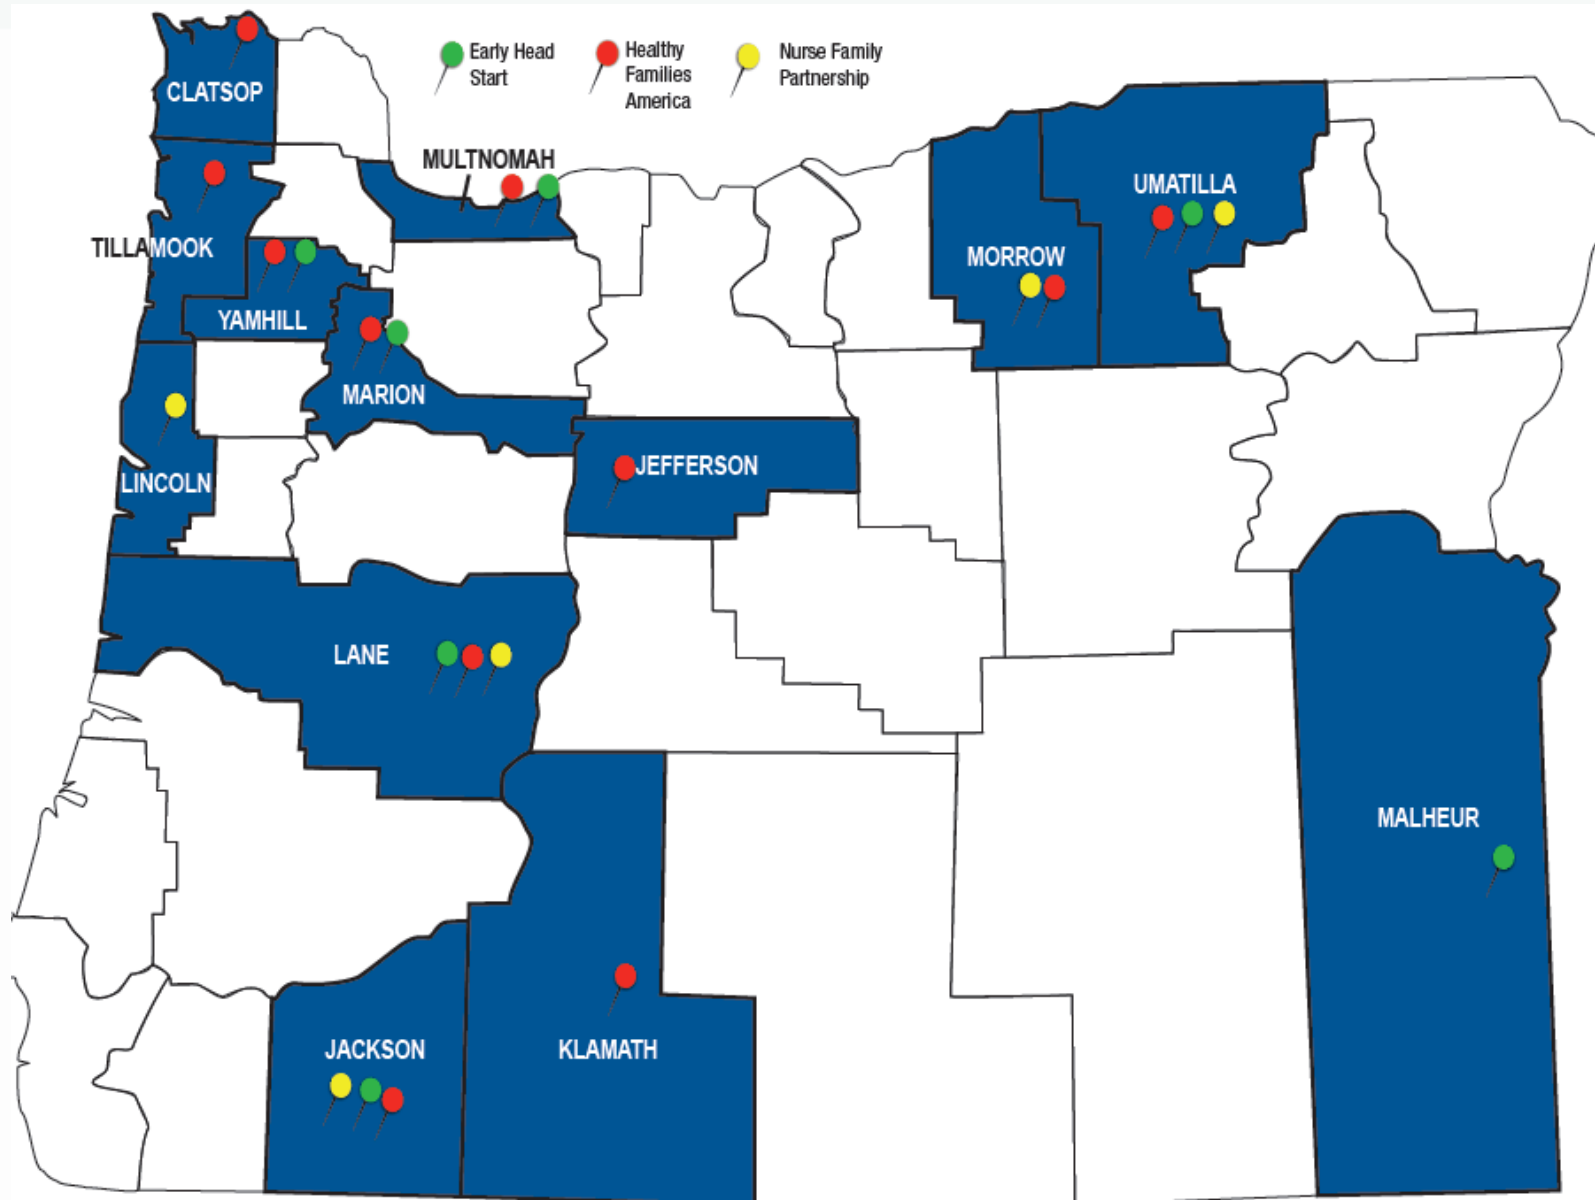 Early Head
Start
Healthy
Families
America
Nurse Family
Partnership
CLATSOP
MULTNOMAH
UMATILLA
TILLAMOOK
MORROW
YAMHILL
MARION
JEFFERSON
LINCOLN
LANE
MALHEUR
JACKSON
KLAMATH